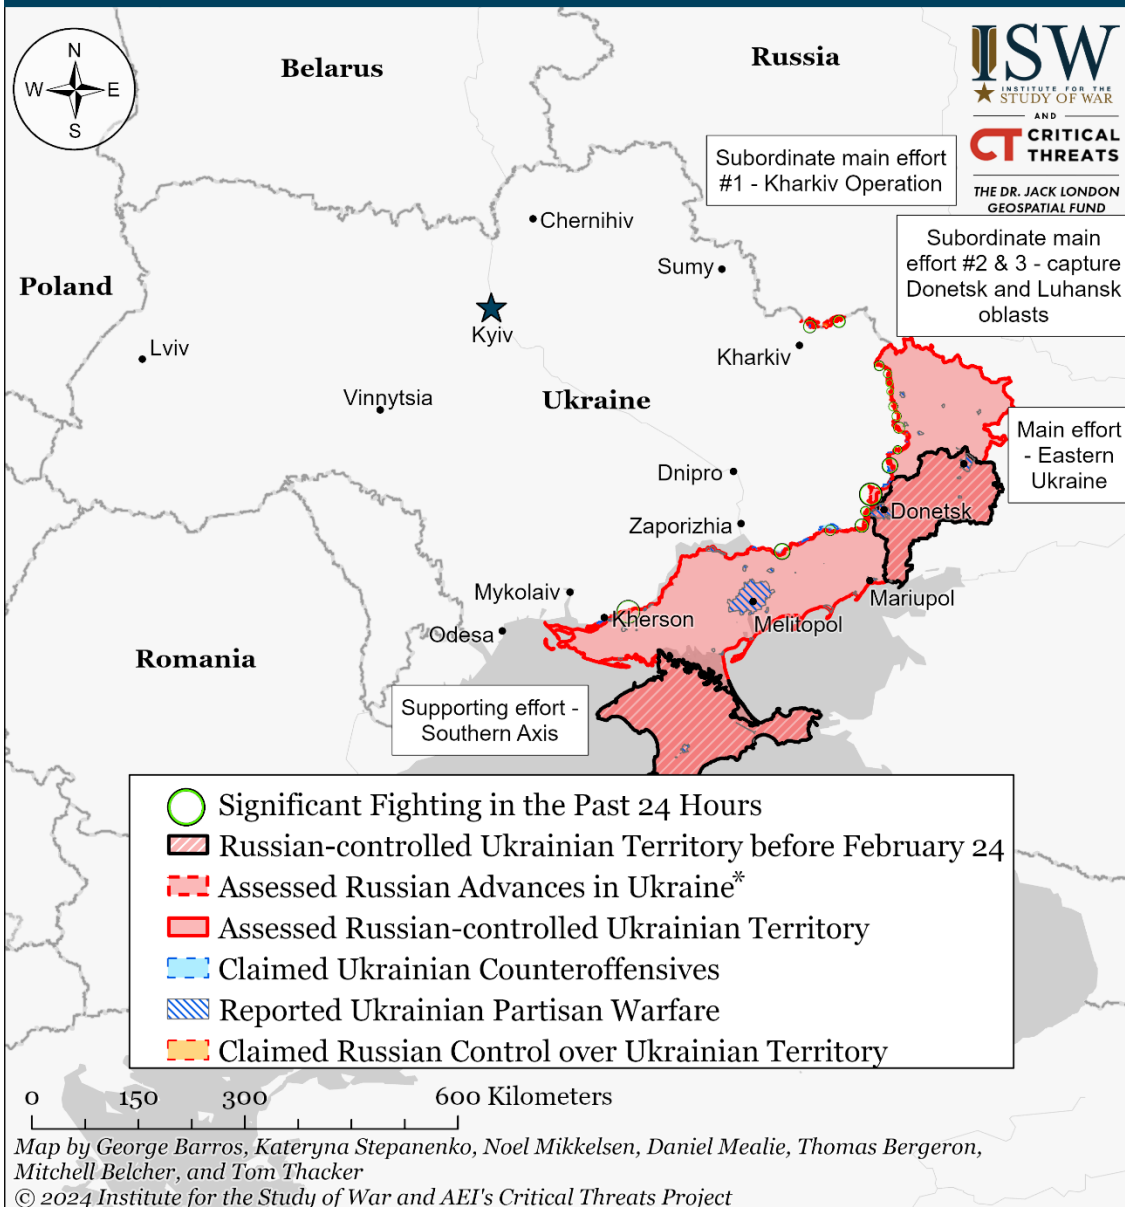 N
W
E
S
Belarus
Russia
ISW
INSTITUTE FOR THE
STUDY OF WAR
AND
CT CRITICAL
THREATS
THE DR. JACK LONDON
GEOSPATIAL FUND
Subordinate main effort
#1 - Kharkiv Operation
Subordinate main
effort #2 & 3 - capture
Donetsk and Luhansk
oblasts
Chernihiv
Sumy
Poland
Kyiv
Lviv
Kharkiv
Vinnytsia
Ukraine
Main effort
- Eastern
Ukraine
Dnipro
Donetsk
Zaporizhia
Mykolaiv
Mariupol
Kherson
Melitopol
Odesa
Romania
Supporting effort -
Southern Axis
Significant Fighting in the Past 24 Hours
Russian-controlled Ukrainian Territory before February 24
Assessed Russian Advances in Ukraine*
Assessed Russian-controlled Ukrainian Territory
Claimed Ukrainian Counteroffensives
Reported Ukrainian Partisan Warfare
Claimed Russian Control over Ukrainian Territory
0 150 300 600 Kilometers
Map by George Barros, Kateryna Stepanenko, Noel Mikkelsen, Daniel Mealie, Thomas Bergeron,
Mitchell Belcher, and Tom Thacker
© 2024 Institute for the Study of War and AEI's Critical Threats Project